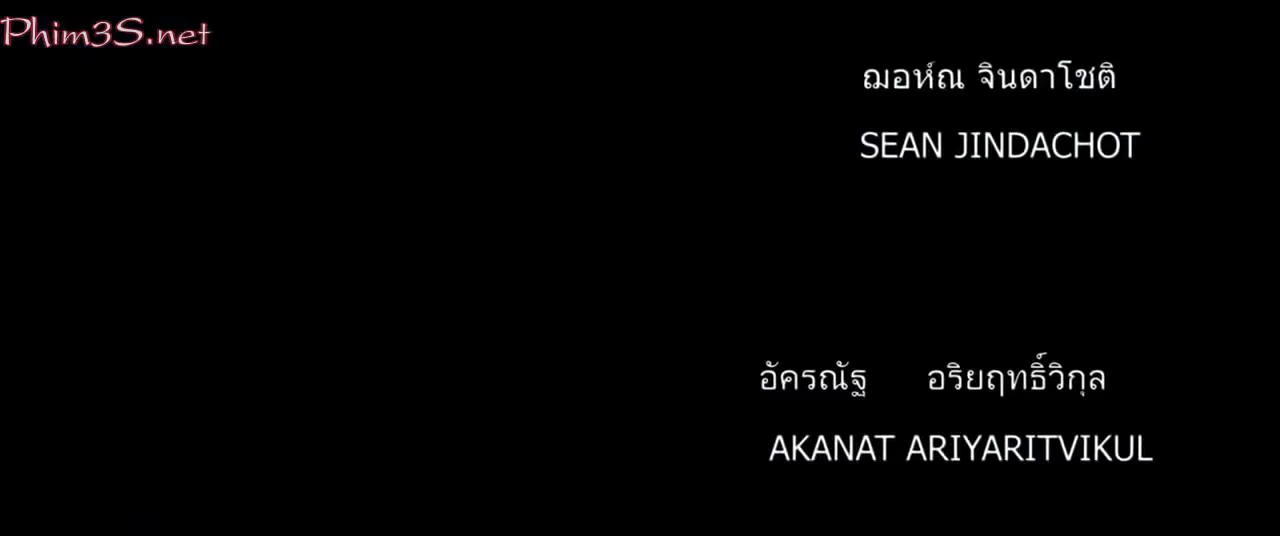 Phim3S.net
ฌอห์ณ จินดาโชติ
SEAN JINDACHOT
อัครณัฐ อริยฤทธิ์วิกุล
AKANAT ARIYARITVIKUL